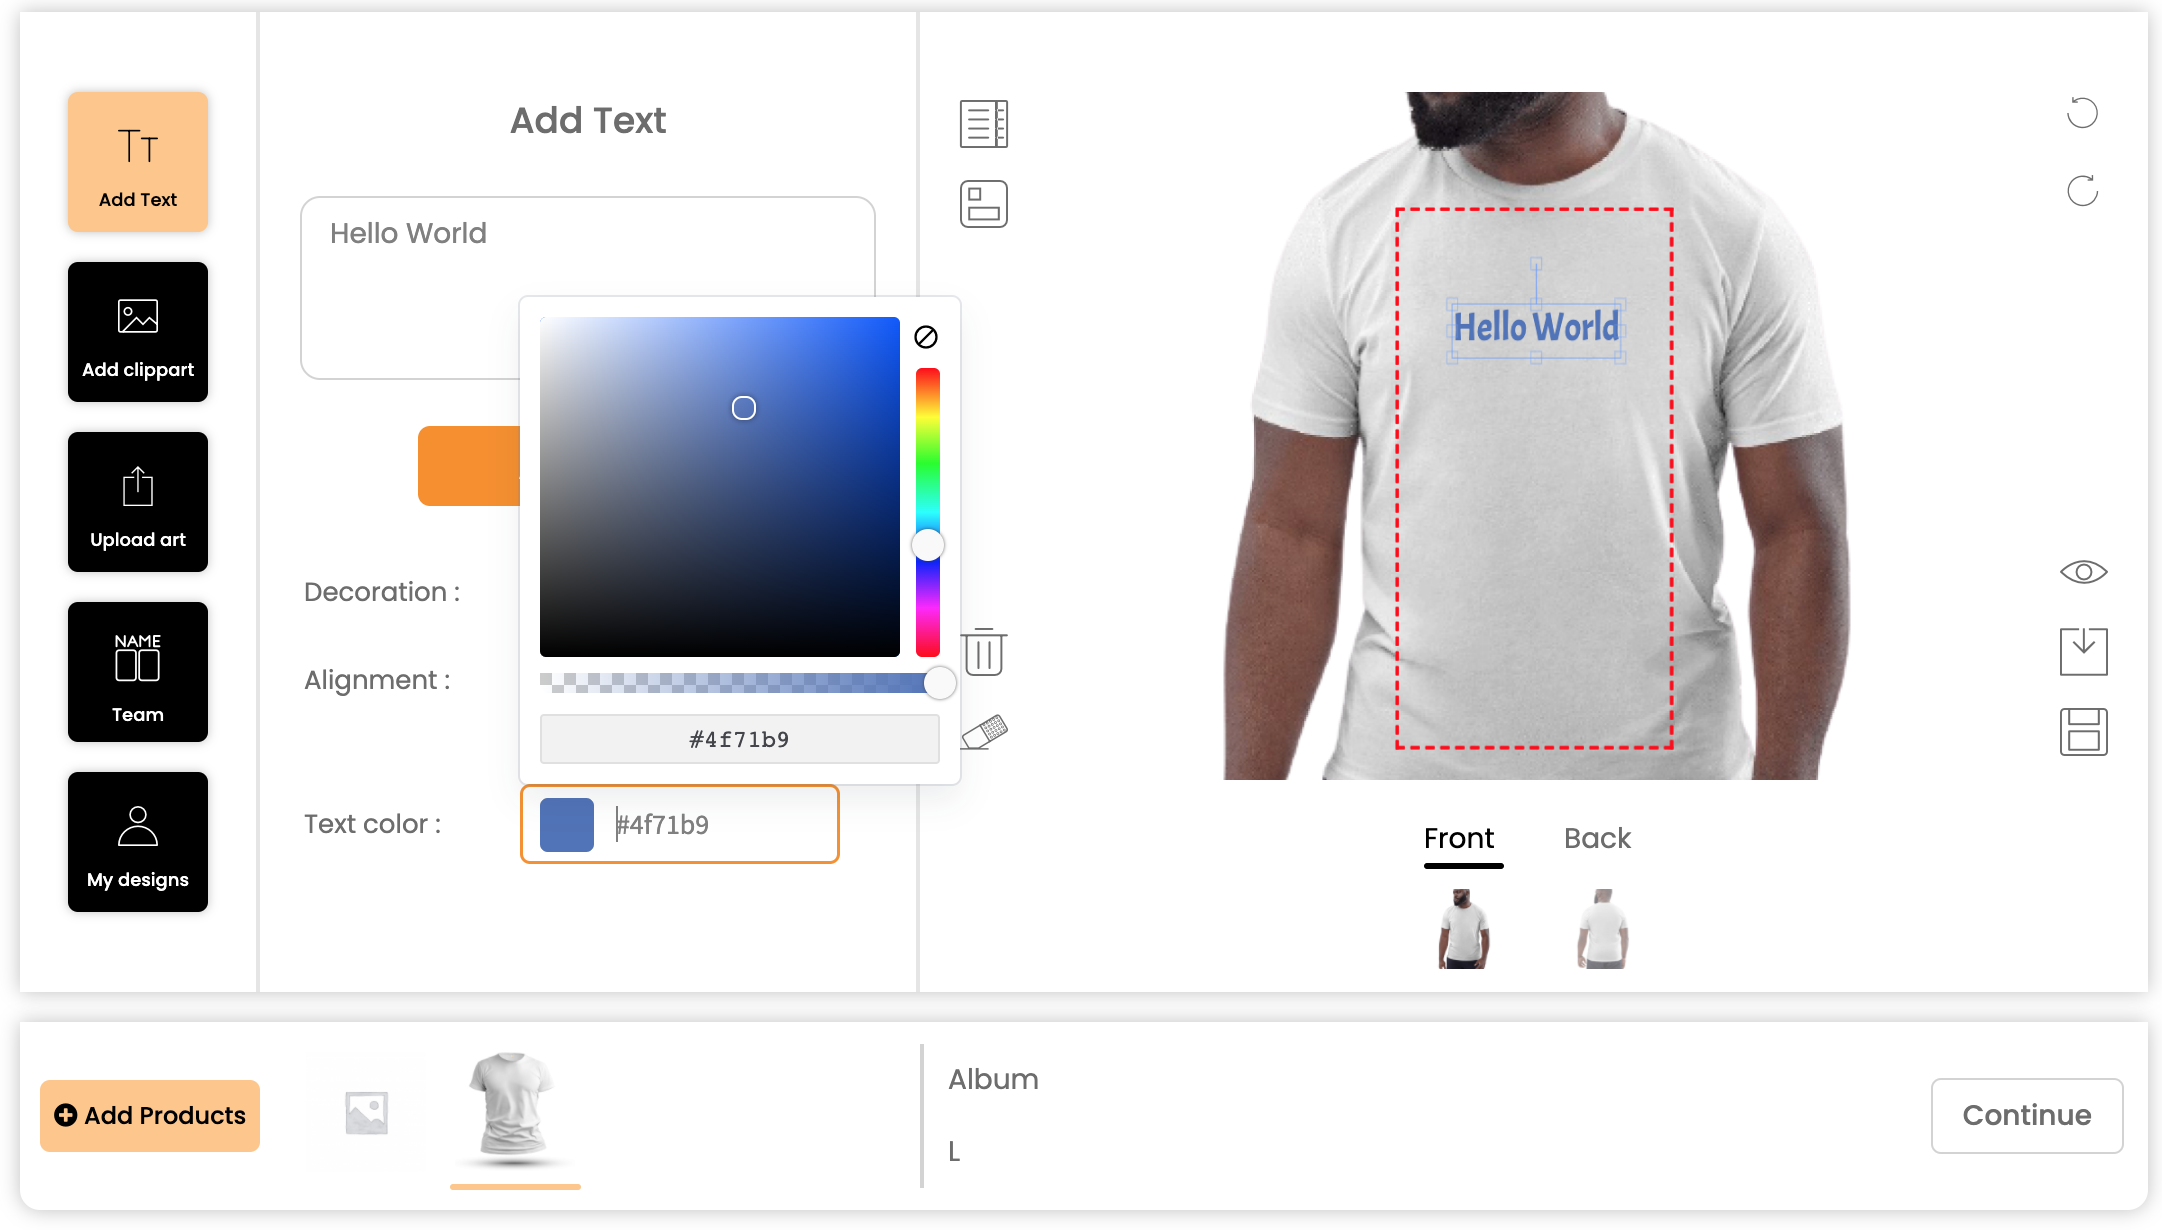 Add Text
Add clippart
Upload art
NAME
Team
My designs
Add Text
Hello World
Decoration :
Alignment :
Text color :
#4f71b9
#4f71b9
Hello World
Front
Back
Add Products
Album
L
Continue